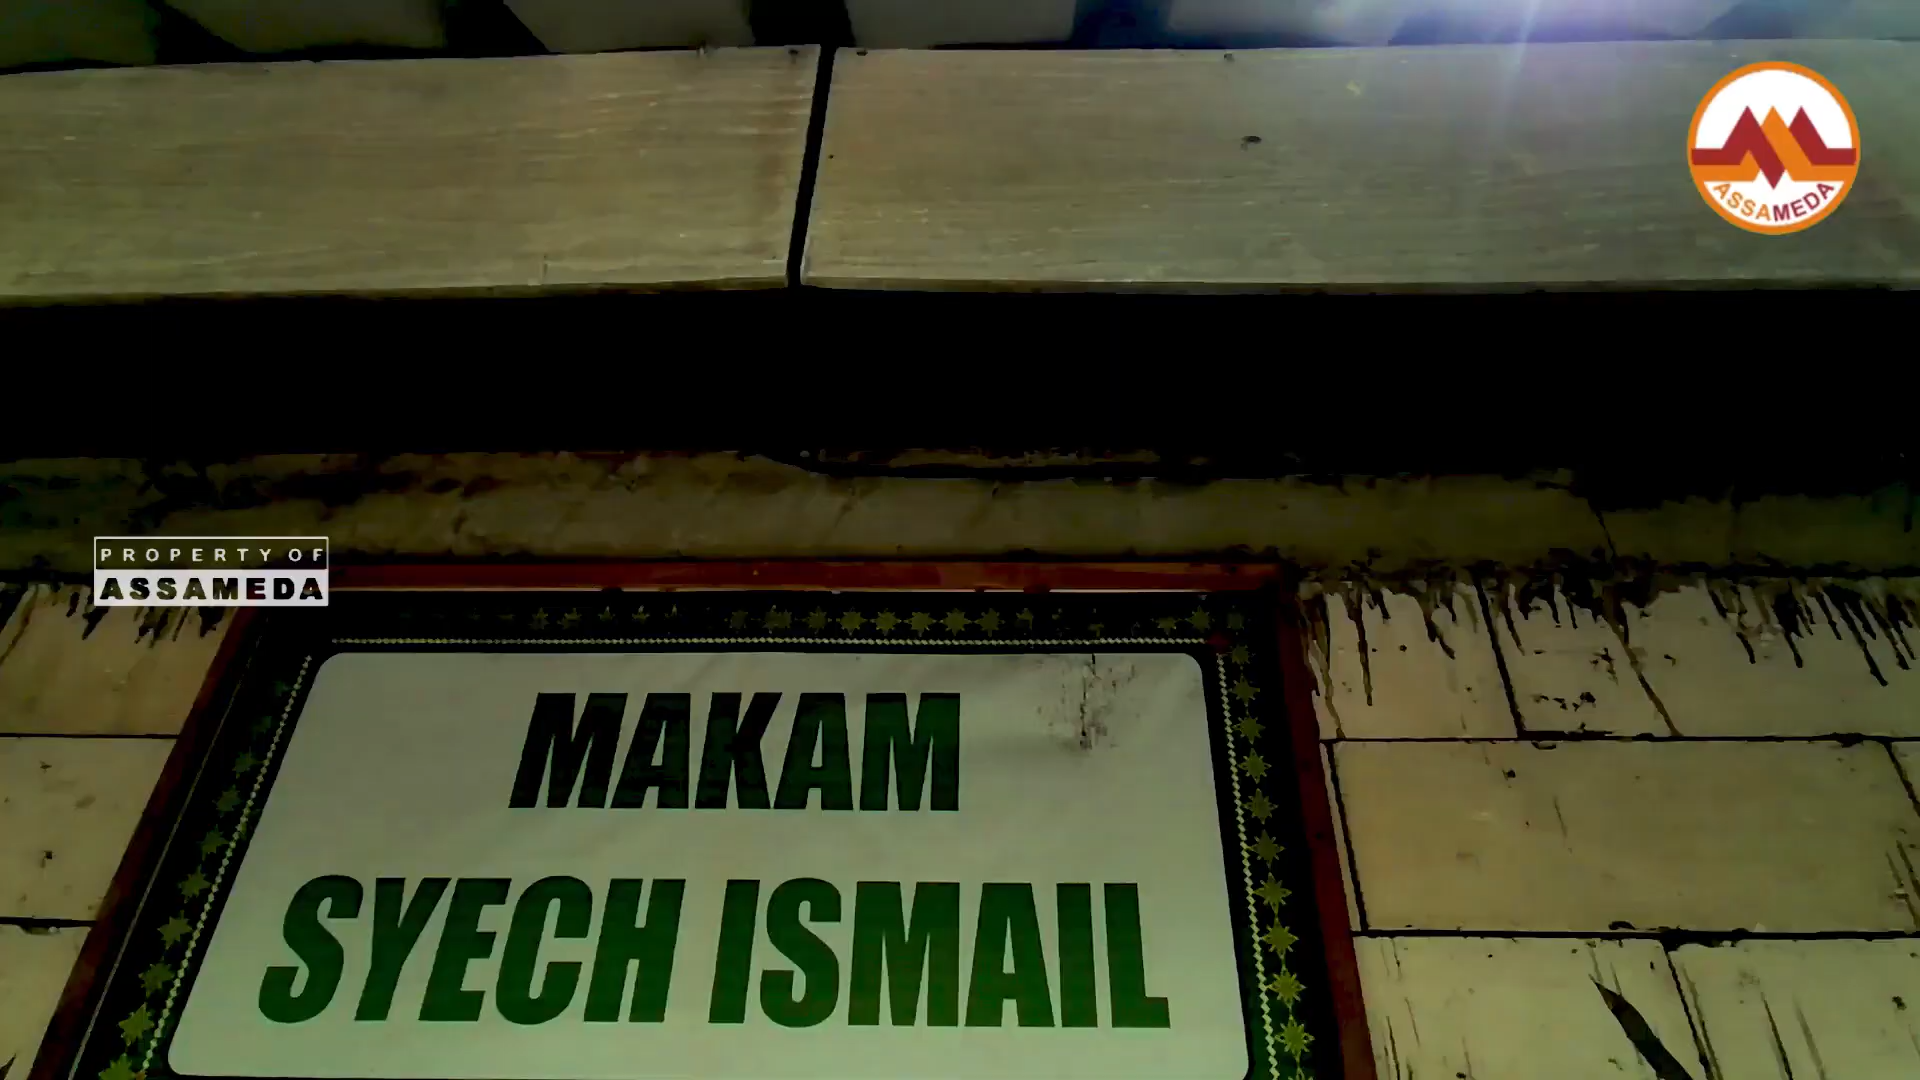 ASSAMEDA
PROPERTY OF
ASSAMEDA
MAKAM
SYECH ISMAIL